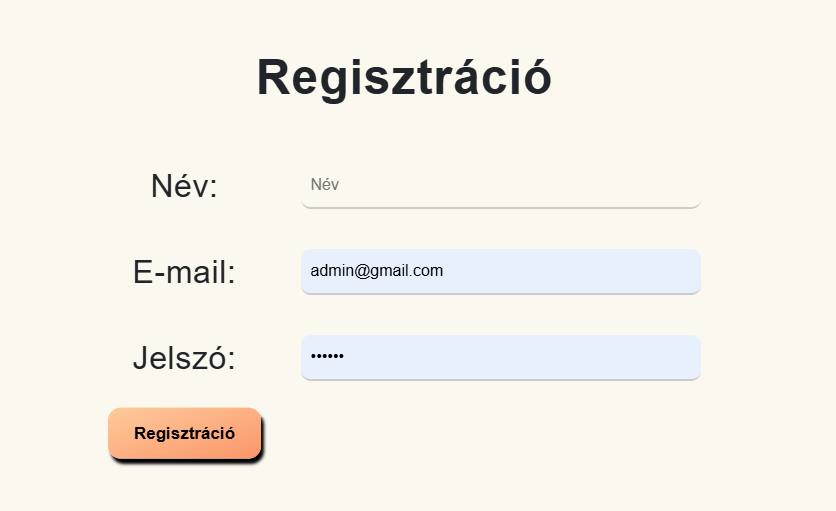 Regisztráció
Név: Név
E-mail: admin@gmail.com
Jelszó: ••••••
Regisztráció